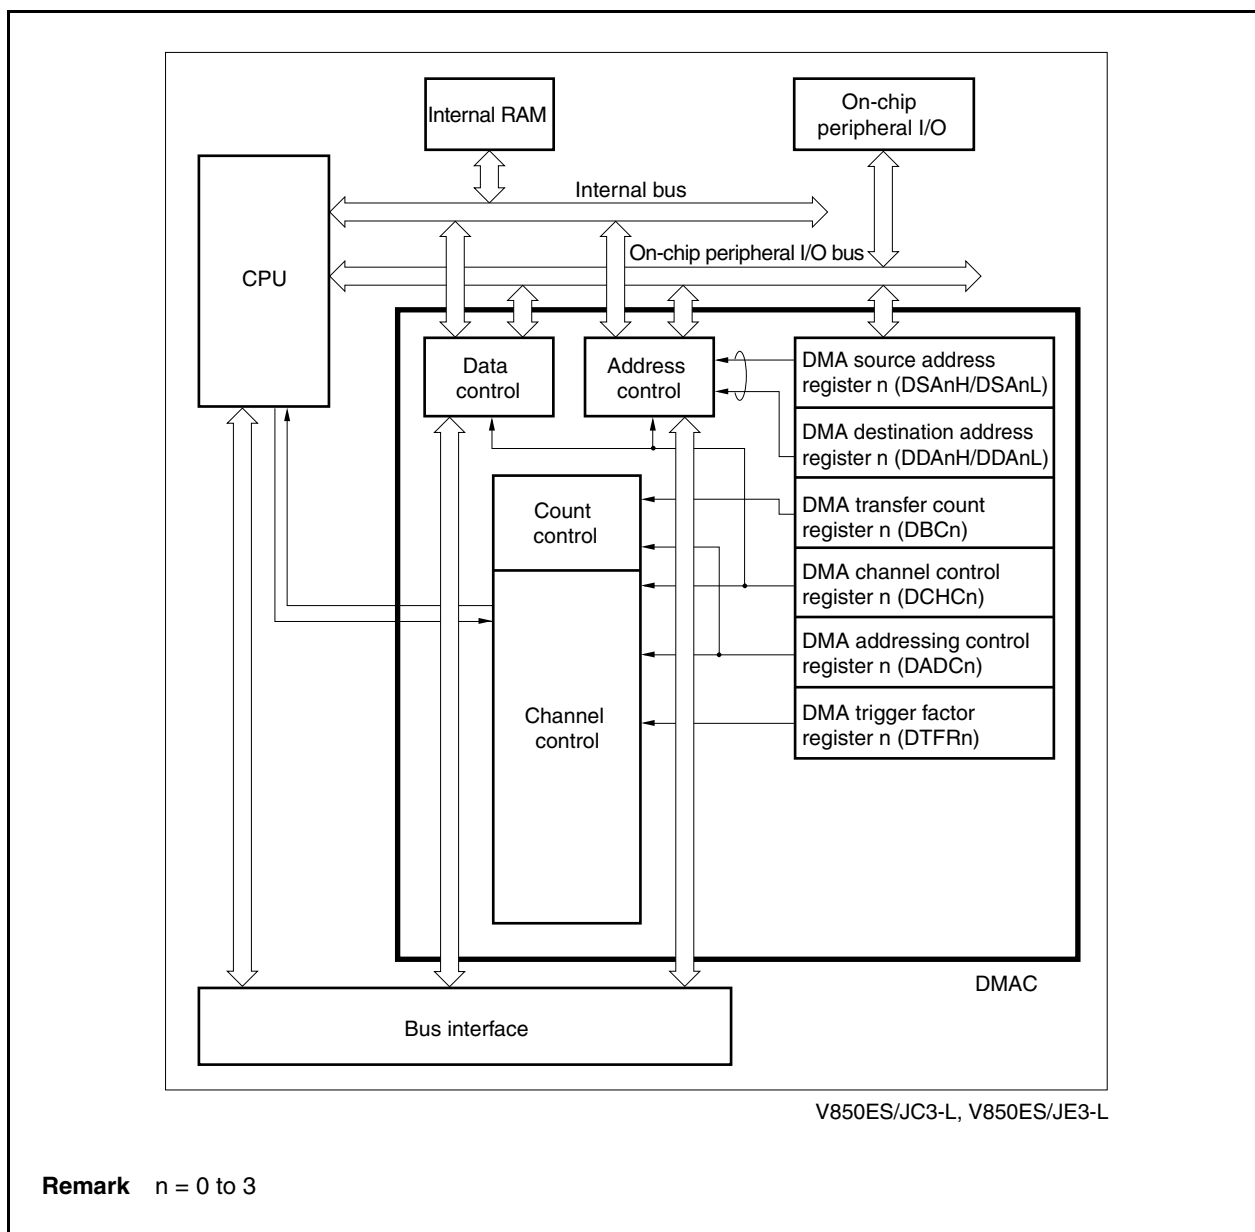 Internal RAM
On-chip
peripheral I/O
Internal bus
On-chip peripheral I/O bus
CPU
Data
control
Address
control
DMA source address
register n (DSAnH/DSAnL)
DMA destination address
register n (DDAnH/DDAnL)
DMA transfer count
register n (DBCn)
DMA channel control
register n (DCHCn)
DMA addressing control
register n (DADCn)
DMA trigger factor
register n (DTFRn)
Count
control
Channel
control
DMAC
Bus interface
V850ES/JC3-L, V850ES/JE3-L
Remark n = 0 to 3